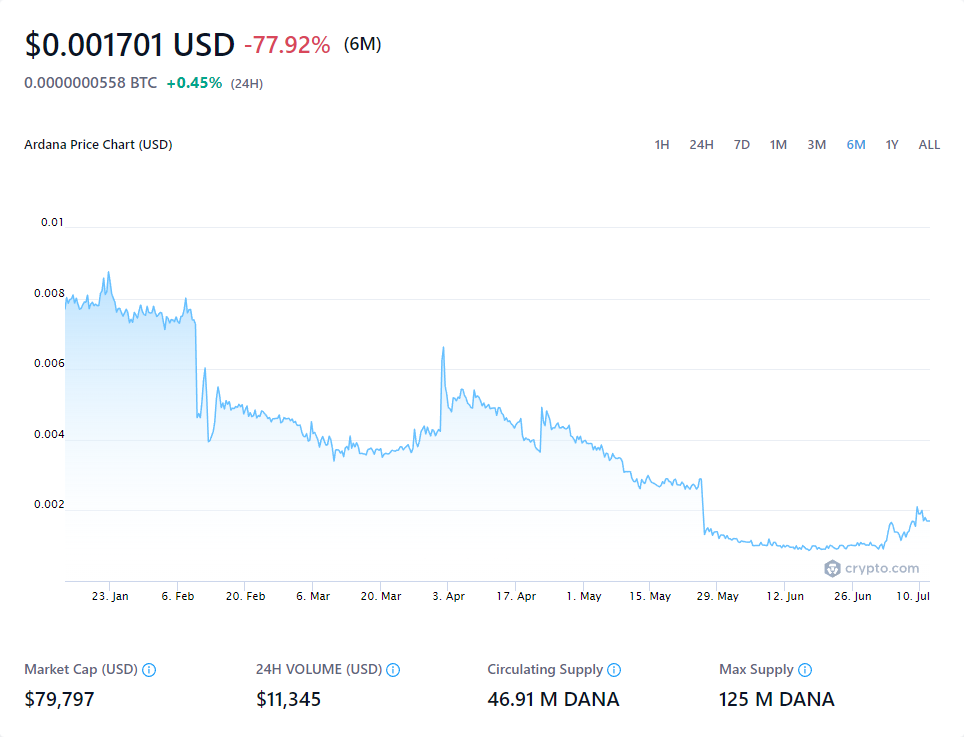 $0.001701 USD -77.92% (6M)
0.0000000558 BTC +0.45% (24H)
Ardana Price Chart (USD) 1H 24H 7D 1M 3M 6M 1Y ALL
0.01
0.008
0.006
0.004
0.002
crypto.com
23. Jan 6. Feb 20. Feb 6. Mar 20. Mar 3. Apr 17. Apr 1. May 15. May 29. May 12. Jun 26. Jun 10. Jul
Market Cap (USD) 24H VOLUME (USD) Circulating Supply Max Supply
$79,797 $11,345 46.91 M DANA 125 M DANA